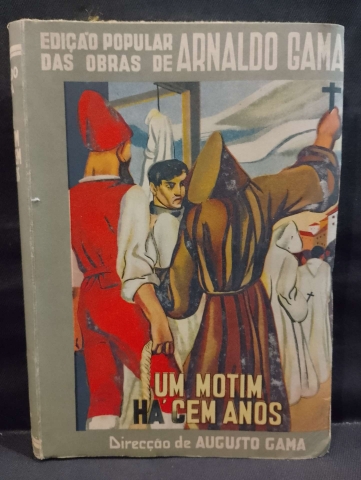 EDIÇÃO POPULAR
DAS OBRAS DE ARNALDO GAMA
UM MOTIM
HÁ CEM ANOS
Direcção de AUGUSTO GAMA